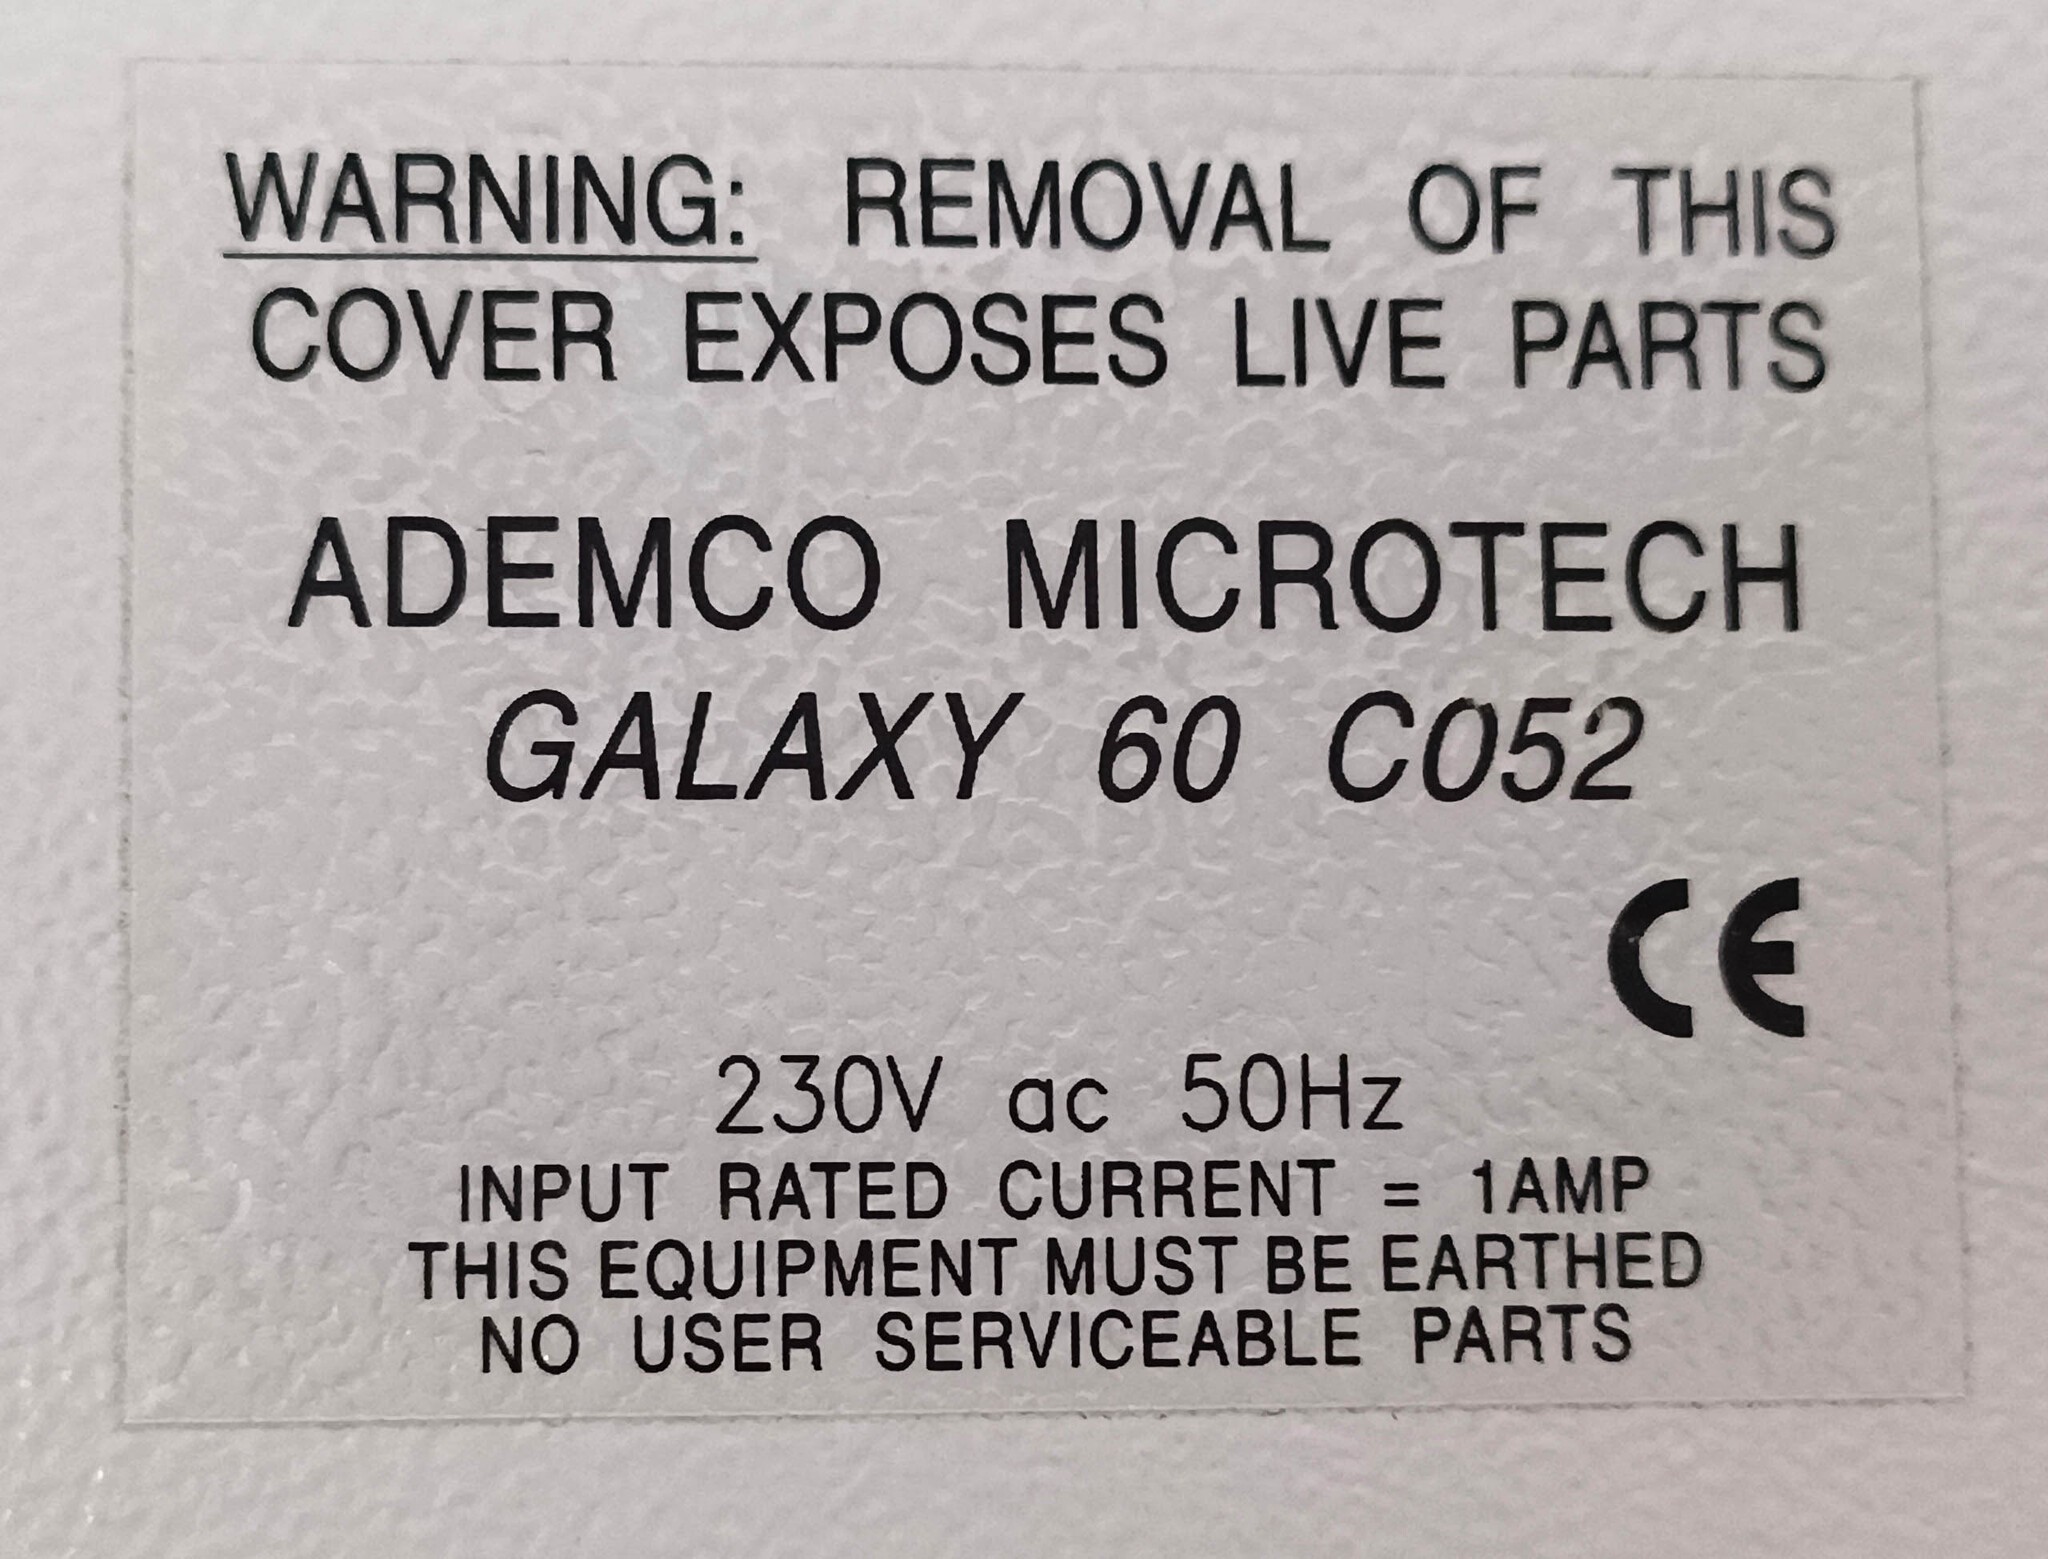 WARNING: REMOVAL OF THIS
COVER EXPOSES LIVE PARTS
ADEMCO MICROTECH
GALAXY 60 C052
CE
230V ac 50Hz
INPUT RATED CURRENT = 1AMP
THIS EQUIPMENT MUST BE EARTHED
NO USER SERVICEABLE PARTS